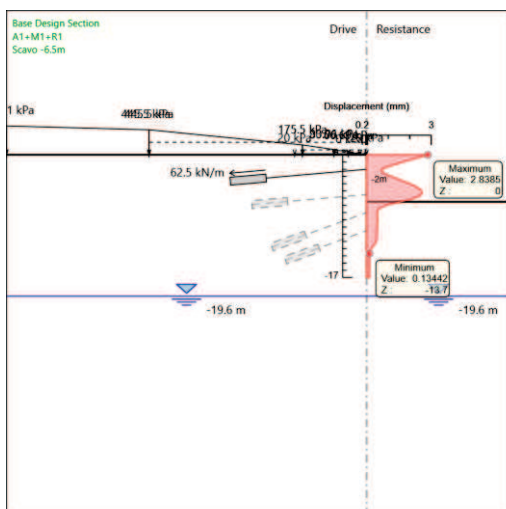 Base Design Section
A1+M1+R1
Scavo -6.5m
Drive
Resistance
Displacement (mm)
0.2
3
1 kPa
175.5 kPa
20 kPa
62.5 kN/m
-2m
Maximum
Value: 2.8385
Z : 0
-17
Minimum
Value: 0.13442
Z : -13.7
-19.6 m
-19.6 m